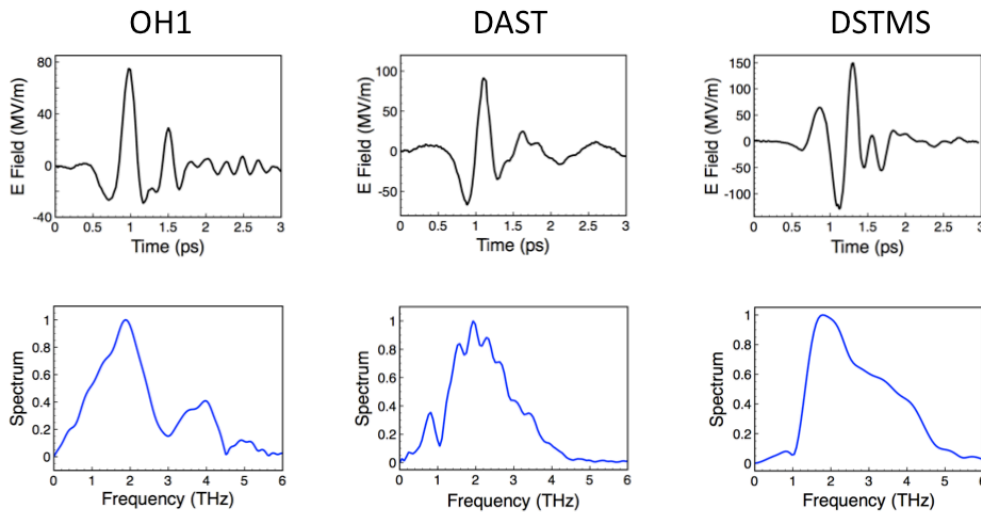 OH1
DAST
DSTMS
E Field (MV/m)
80
40
0
-40
0 0.5 1 1.5 2 2.5 3
Time (ps)
E Field (MV/m)
100
50
0
-50
0 0.5 1 1.5 2 2.5 3
Time (ps)
E Field (MV/m)
150
100
50
0
-50
-100
0 0.5 1 1.5 2 2.5 3
Time (ps)
Spectrum
1
0.8
0.6
0.4
0.2
0
0 1 2 3 4 5 6
Frequency (THz)
Spectrum
1
0.8
0.6
0.4
0.2
0
0 1 2 3 4 5 6
Frequency (THz)
Spectrum
1
0.8
0.6
0.4
0.2
0
0 1 2 3 4 5 6
Frequency (THz)